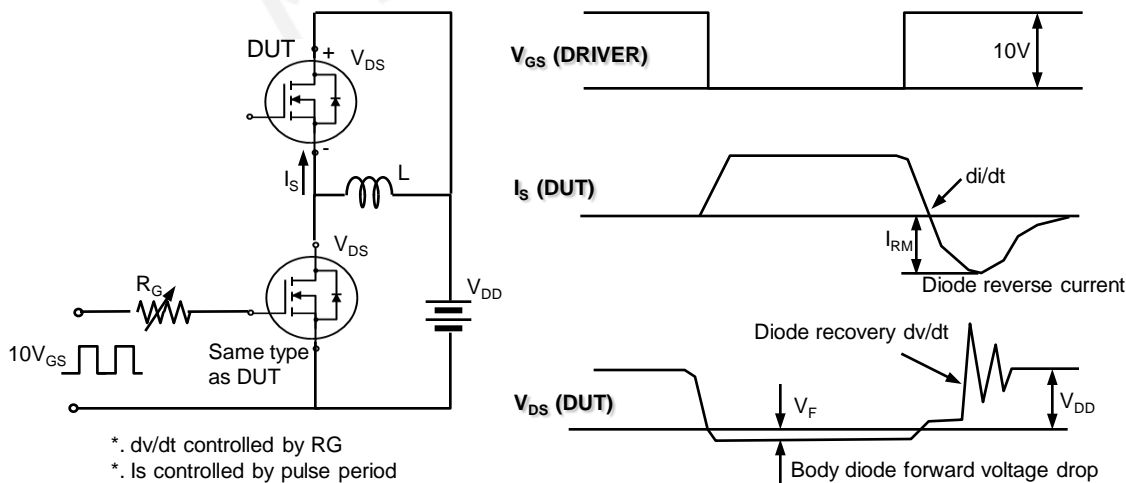 DUT
+
V_DS
-
I_S
L
V_DS
R_G
V_DD
10V_GS
Same type
as DUT
*. dv/dt controlled by RG
*. Is controlled by pulse period
V_GS (DRIVER)
10V
I_S (DUT)
di/dt
I_RM
Diode reverse current
Diode recovery dv/dt
V_DS (DUT)
V_F
V_DD
Body diode forward voltage drop